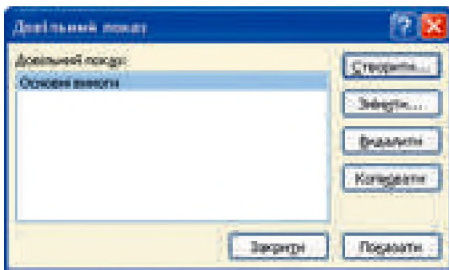 Довільний показ
Довільний показ:
Основні вимоги
Створити...
Змінити...
Видалити
Копіювати
Закрити
Показати